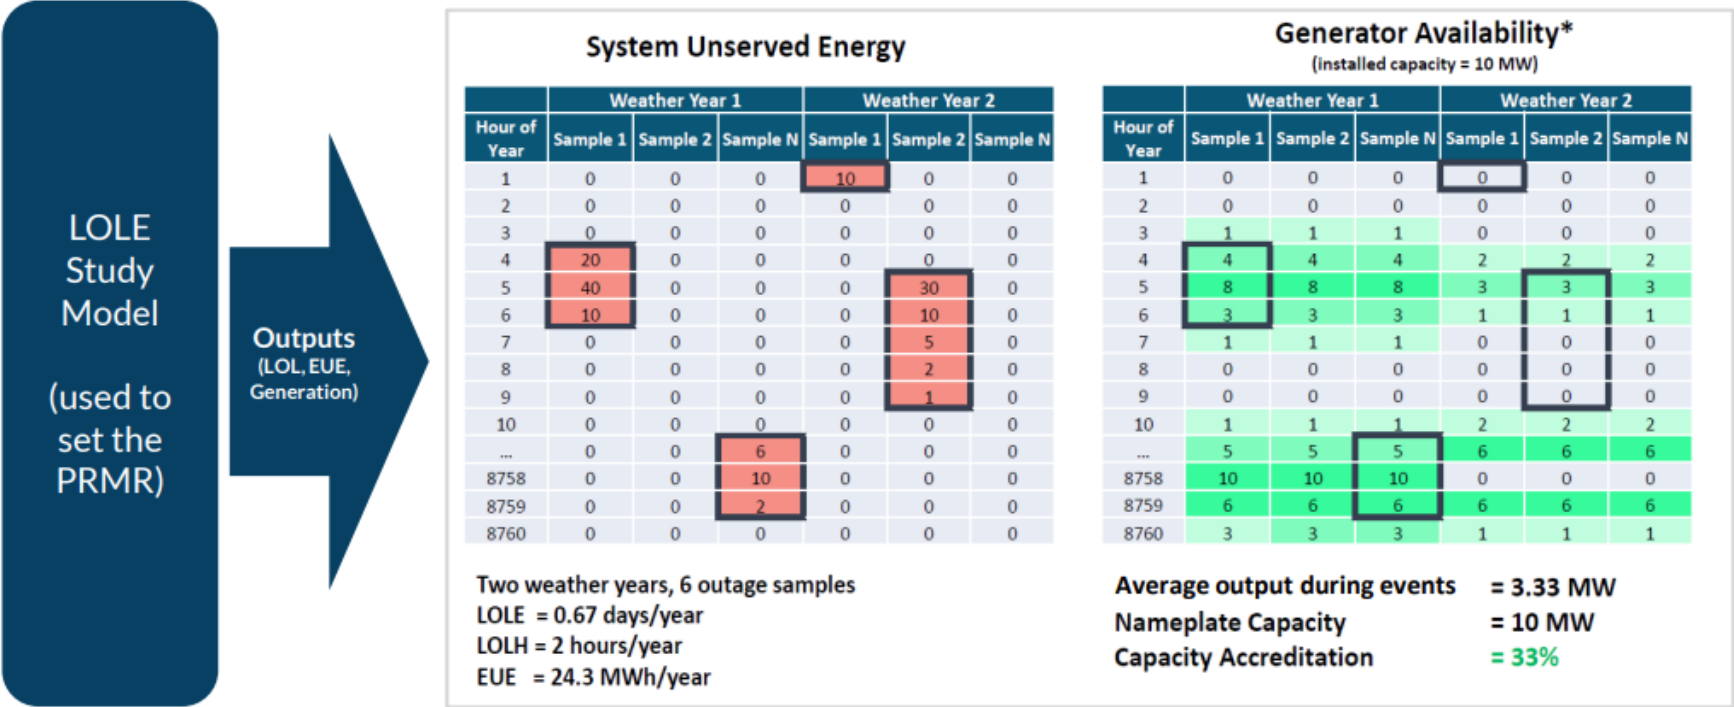 LOLE
Study
Model
(used to
set the
PRMR)
Outputs
(LOL, EUE,
Generation)
System Unserved Energy
Weather Year 1 Weather Year 2
Hour of Year Sample 1 Sample 2 Sample N Sample 1 Sample 2 Sample N
1 0 0 0 10 0 0
2 0 0 0 0 0 0
3 0 0 0 0 0 0
4 20 0 0 0 0 0
5 40 0 0 0 30 0
6 10 0 0 0 10 0
7 0 0 0 0 5 0
8 0 0 0 0 2 0
9 0 0 0 0 1 0
10 0 0 0 0 0 0
... 0 0 6 0 0 0
8758 0 0 10 0 0 0
8759 0 0 2 0 0 0
8760 0 0 0 0 0 0
Two weather years, 6 outage samples
LOLE = 0.67 days/year
LOLH = 2 hours/year
EUE = 24.3 MWh/year
Generator Availability*
(installed capacity = 10 MW)
Weather Year 1 Weather Year 2
Hour of Year Sample 1 Sample 2 Sample N Sample 1 Sample 2 Sample N
1 0 0 0 0 0 0
2 0 0 0 0 0 0
3 1 1 1 0 0 0
4 4 4 4 2 2 2
5 8 8 8 3 3 3
6 3 3 3 1 1 1
7 1 1 1 0 0 0
8 0 0 0 0 0 0
9 0 0 0 0 0 0
10 1 1 1 2 2 2
... 5 5 5 6 6 6
8758 10 10 10 0 0 0
8759 6 6 6 6 6 6
8760 3 3 3 1 1 1
Average output during events = 3.33 MW
Nameplate Capacity = 10 MW
Capacity Accreditation = 33%